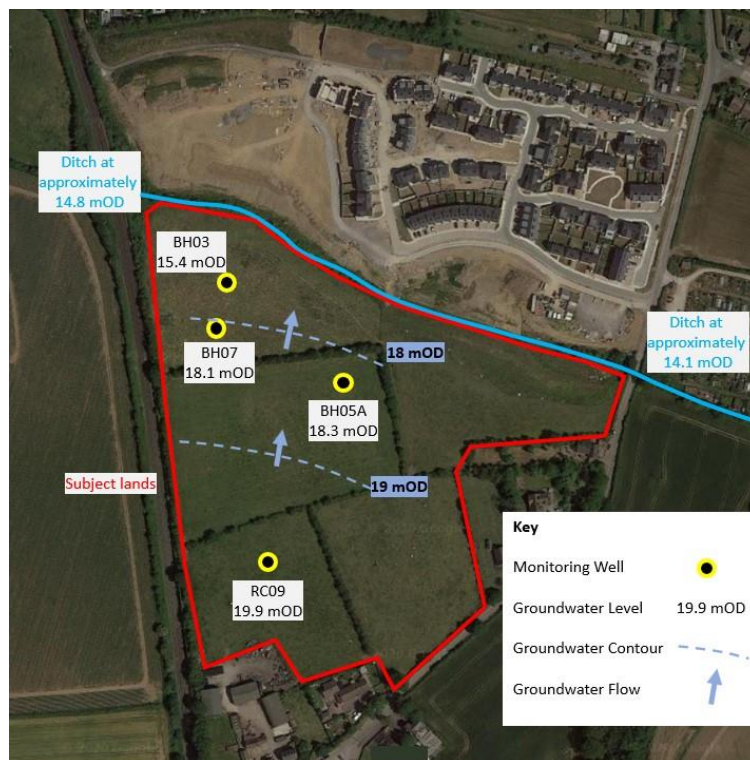 Ditch at
approximately
14.8 mOD
BH03
15.4 mOD
BH07
18.1 mOD
18 mOD
Ditch at
approximately
14.1 mOD
BH05A
18.3 mOD
Subject lands
19 mOD
RC09
19.9 mOD
Key
Monitoring Well
Groundwater Level 19.9 mOD
Groundwater Contour
Groundwater Flow